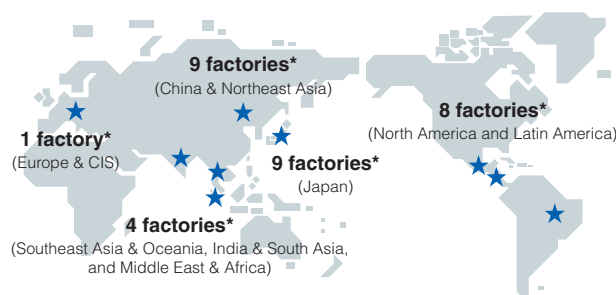 9 factories*
(China & Northeast Asia)
8 factories*
(North America and Latin America)
1 factory*
(Europe & CIS)
9 factories*
(Japan)
4 factories*
(Southeast Asia & Oceania, India & South Asia,
and Middle East & Africa)